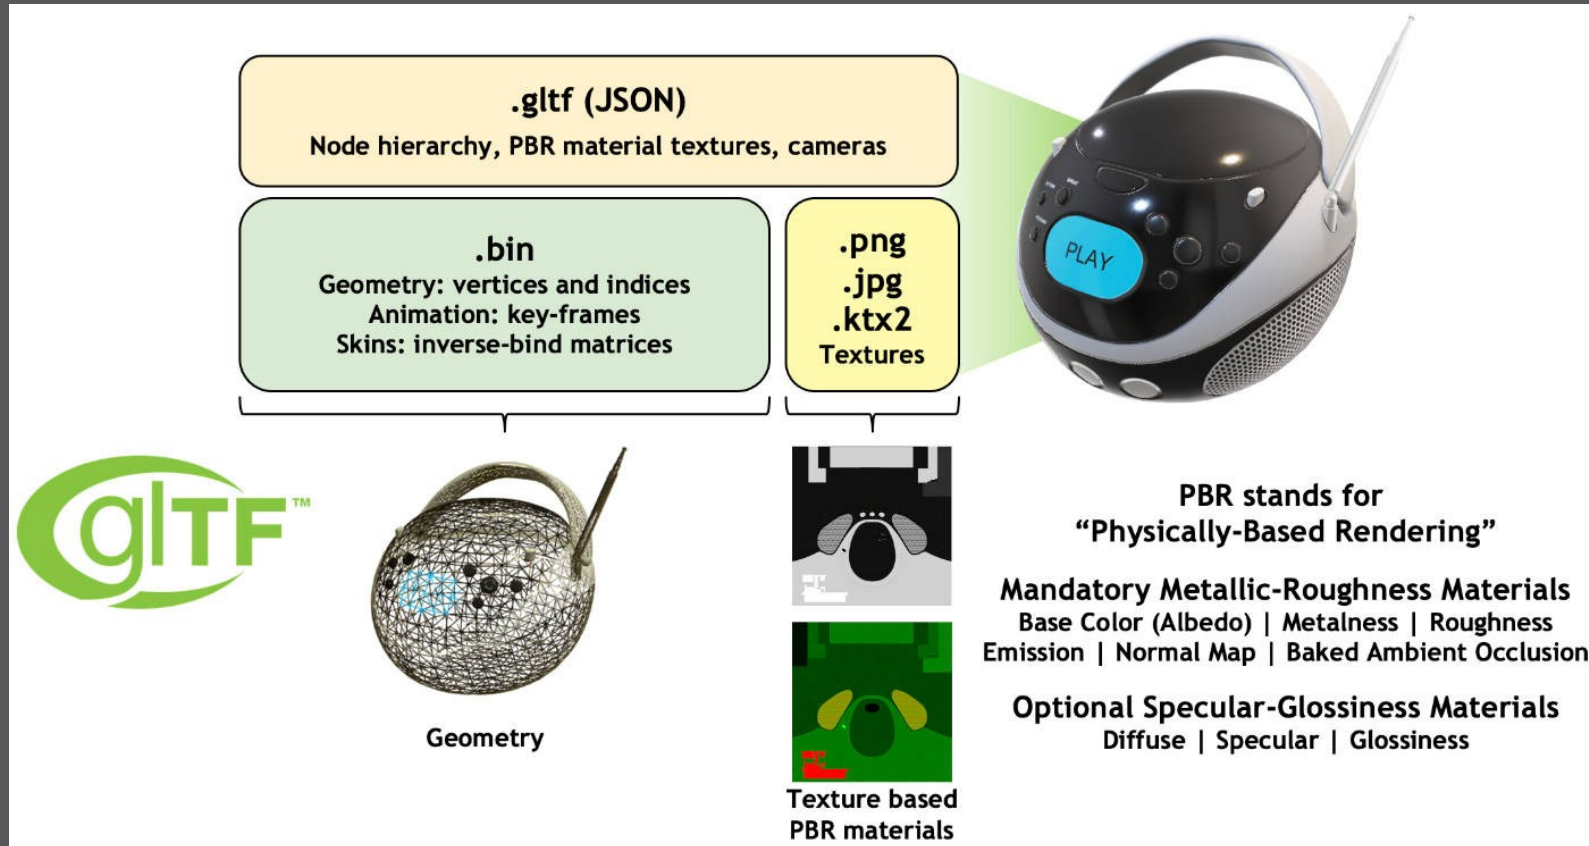 .gltf (JSON)
Node hierarchy, PBR material textures, cameras
.bin
Geometry: vertices and indices
Animation: key-frames
Skins: inverse-bind matrices
.png
.jpg
.ktx2
Textures
PLAY
glTF™
Geometry
Texture based
PBR materials
PBR stands for
“Physically-Based Rendering”
Mandatory Metallic-Roughness Materials
Base Color (Albedo) | Metalness | Roughness
Emission | Normal Map | Baked Ambient Occlusion
Optional Specular-Glossiness Materials
Diffuse | Specular | Glossiness